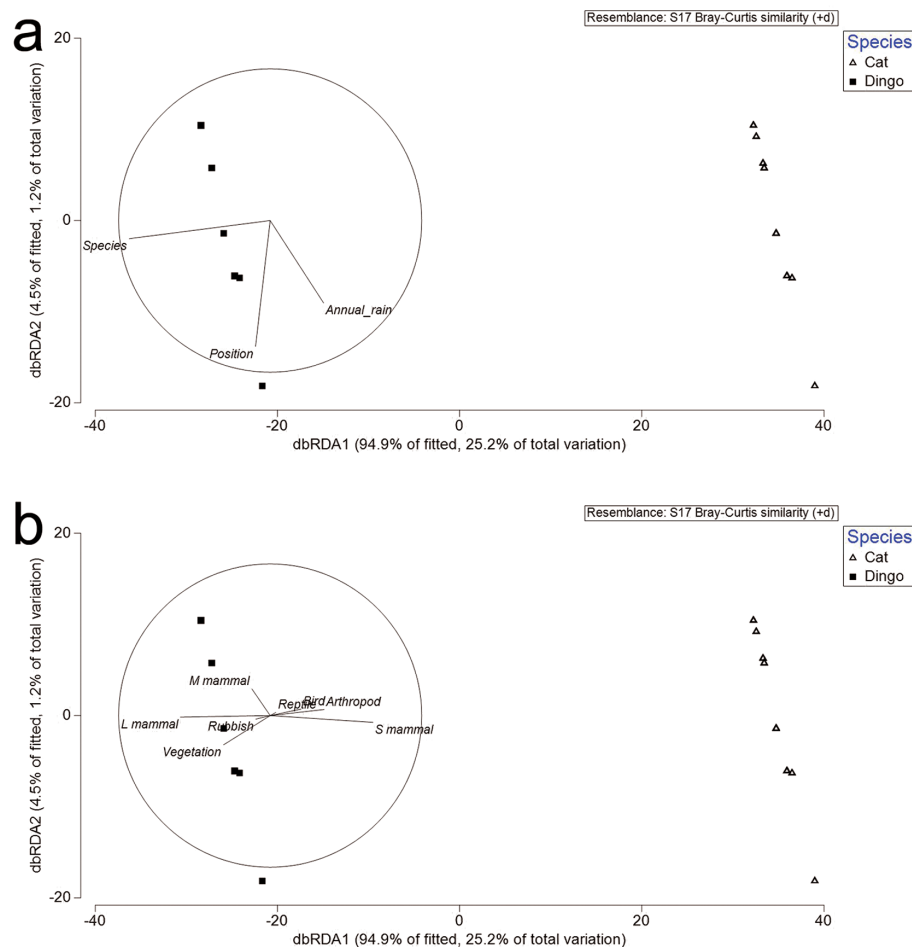 a
Resemblance: S17 Bray-Curtis similarity (+d)
Species
Cat
Dingo
dbRDA2 (4.5% of fitted, 1.2% of total variation)
20
0
-20
Species
Annual_rain
Position
-40
-20
0
20
40
dbRDA1 (94.9% of fitted, 25.2% of total variation)
b
Resemblance: S17 Bray-Curtis similarity (+d)
Species
Cat
Dingo
dbRDA2 (4.5% of fitted, 1.2% of total variation)
20
0
-20
M mammal
Reptile
Bird
Arthropod
L mammal
Rubbish
S mammal
Vegetation
-40
-20
0
20
40
dbRDA1 (94.9% of fitted, 25.2% of total variation)